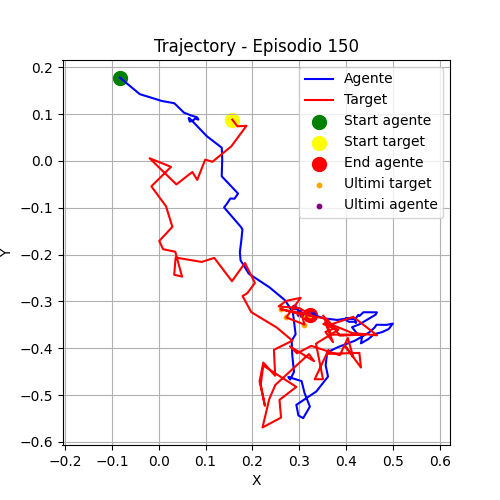 Trajectory - Episodio 150
Agente
Target
Start agente
Start target
End agente
Ultimi target
Ultimi agente
Y
0.2
0.1
0.0
−0.1
−0.2
−0.3
−0.4
−0.5
−0.6
−0.2 −0.1 0.0 0.1 0.2 0.3 0.4 0.5 0.6
X